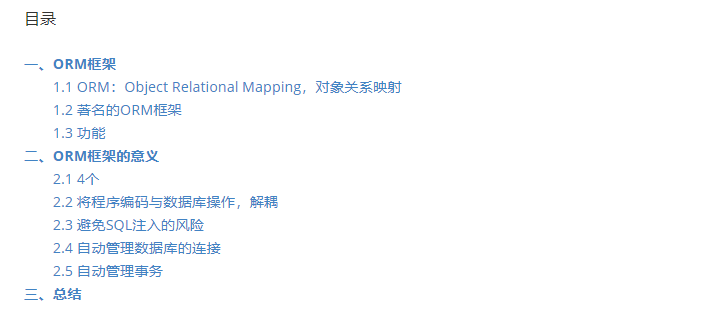 目录
一、ORM框架
1.1 ORM：Object Relational Mapping，对象关系映射
1.2 著名的ORM框架
1.3 功能
二、ORM框架的意义
2.1 4个
2.2 将程序编码与数据库操作，解耦
2.3 避免SQL注入的风险
2.4 自动管理数据库的连接
2.5 自动管理事务
三、总结